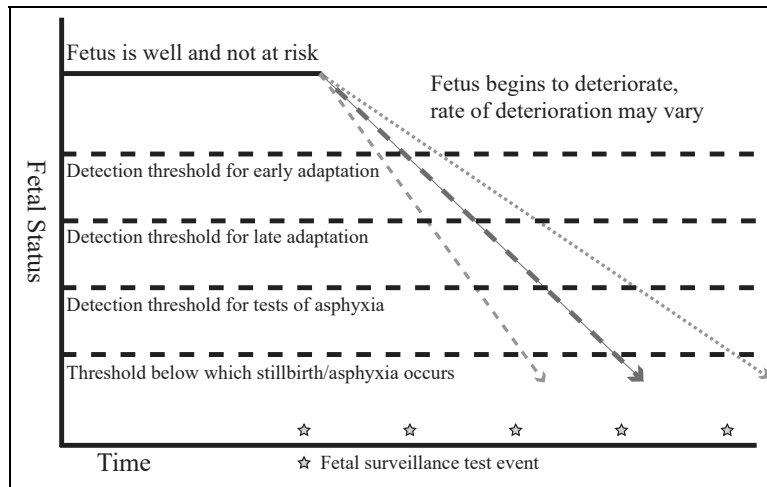 Fetus is well and not at risk
Fetus begins to deteriorate,
rate of deterioration may vary
Fetal Status
Detection threshold for early adaptation
Detection threshold for late adaptation
Detection threshold for tests of asphyxia
Threshold below which stillbirth/asphyxia occurs
Time
Fetal surveillance test event